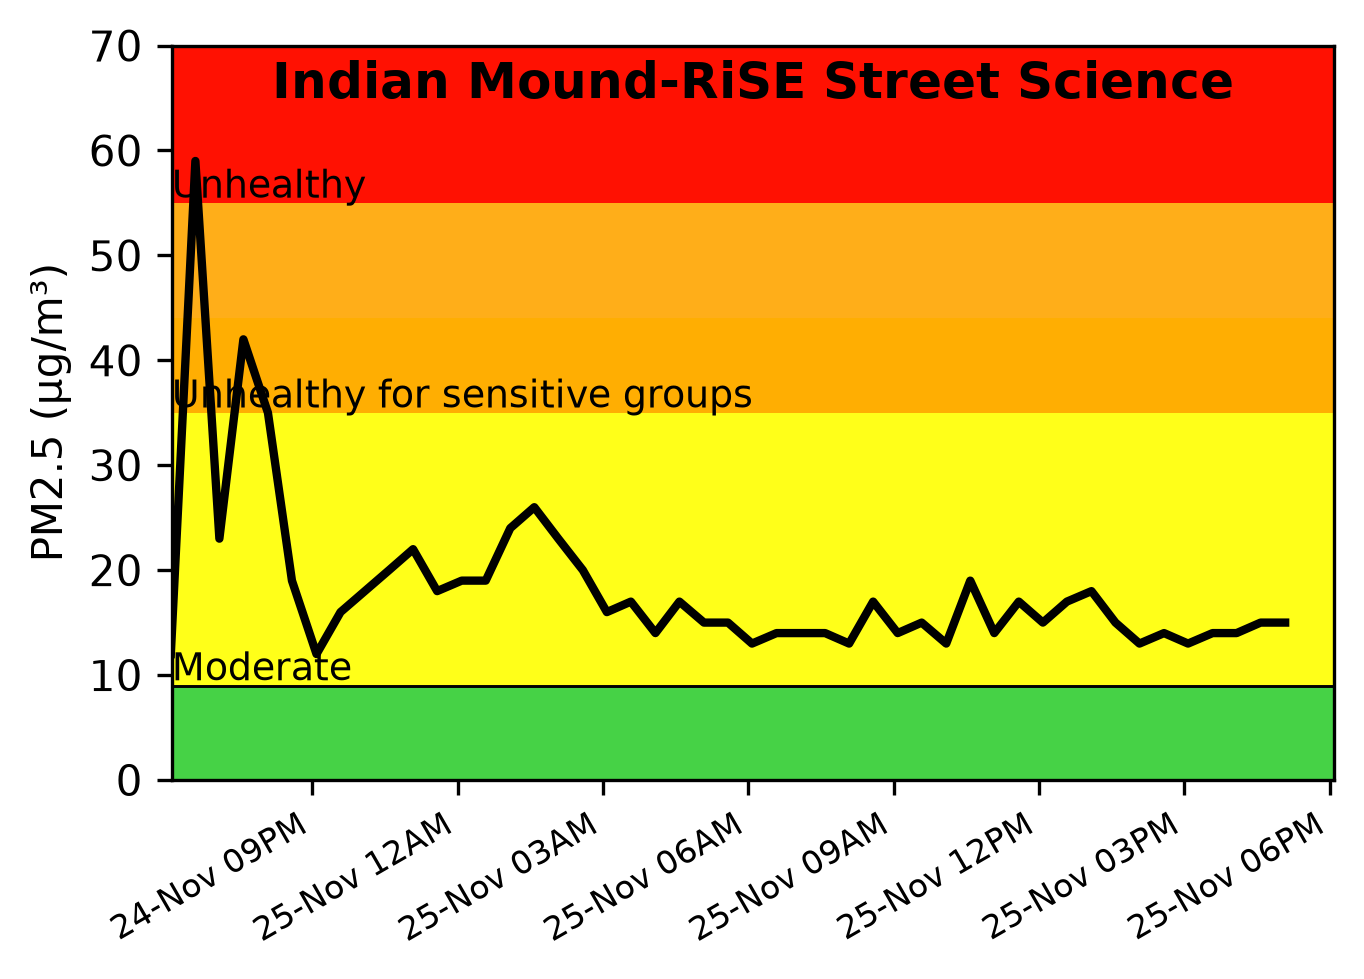 Indian Mound-RiSE Street Science
70
60
50
40
30
20
10
0
PM2.5 (µg/m³)
Unhealthy
Unhealthy for sensitive groups
Moderate
24-Nov 09PM
25-Nov 12AM
25-Nov 03AM
25-Nov 06AM
25-Nov 09AM
25-Nov 12PM
25-Nov 03PM
25-Nov 06PM